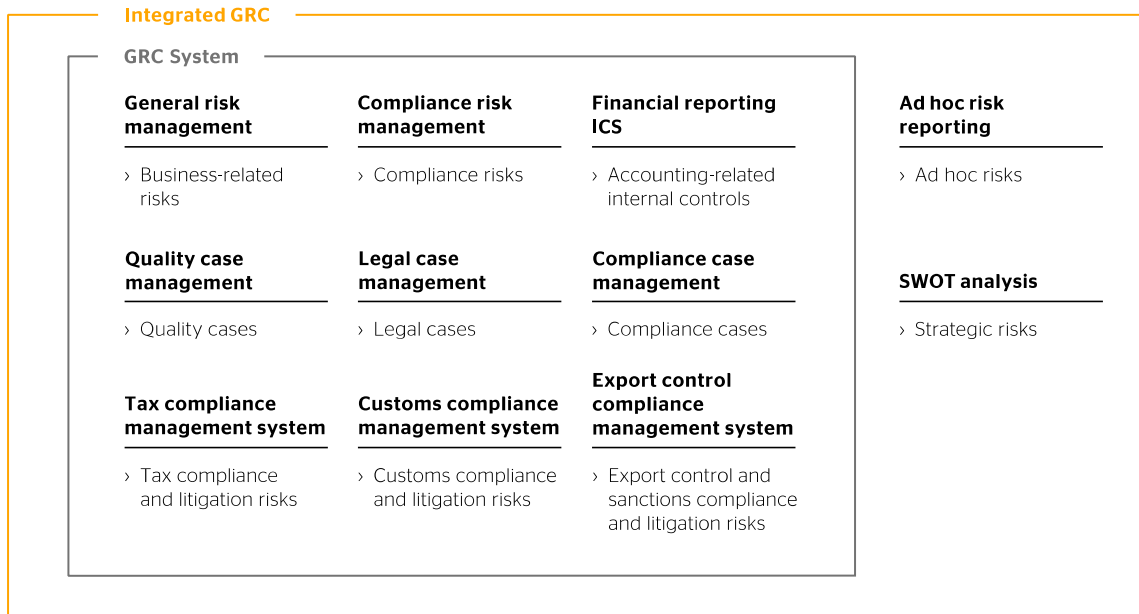 Integrated GRC
GRC System
General risk
management
› Business-related
risks
Compliance risk
management
› Compliance risks
Financial reporting
ICS
› Accounting-related
internal controls
Ad hoc risk
reporting
› Ad hoc risks
Quality case
management
› Quality cases
Legal case
management
› Legal cases
Compliance case
management
› Compliance cases
SWOT analysis
› Strategic risks
Tax compliance
management system
› Tax compliance
and litigation risks
Customs compliance
management system
› Customs compliance
and litigation risks
Export control
compliance
management system
› Export control and
sanctions compliance
and litigation risks